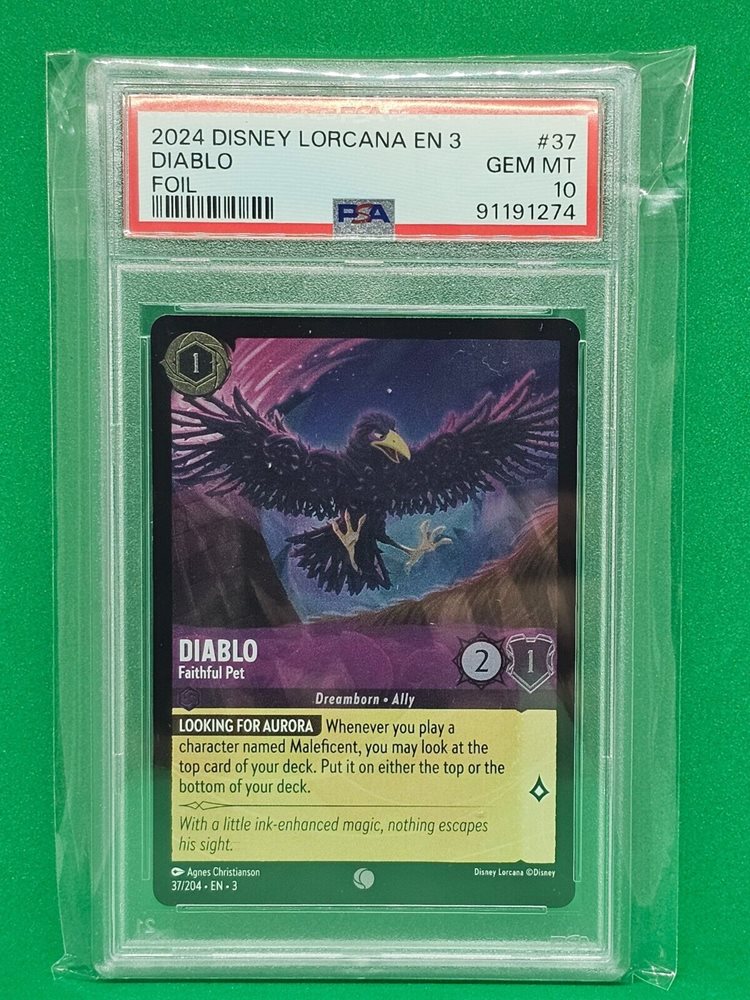 2024 DISNEY LORCANA EN 3 #37
DIABLO GEM MT
FOIL 10
PSA 91191274
1
DIABLO
Faithful Pet
2 1
Dreamborn • Ally
LOOKING FOR AURORA Whenever you play a
character named Maleficent, you may look at the
top card of your deck. Put it on either the top or the
bottom of your deck.
With a little ink-enhanced magic, nothing escapes
his sight.
Agnes Christianson Disney Lorcana ©Disney
37/204 • EN • 3